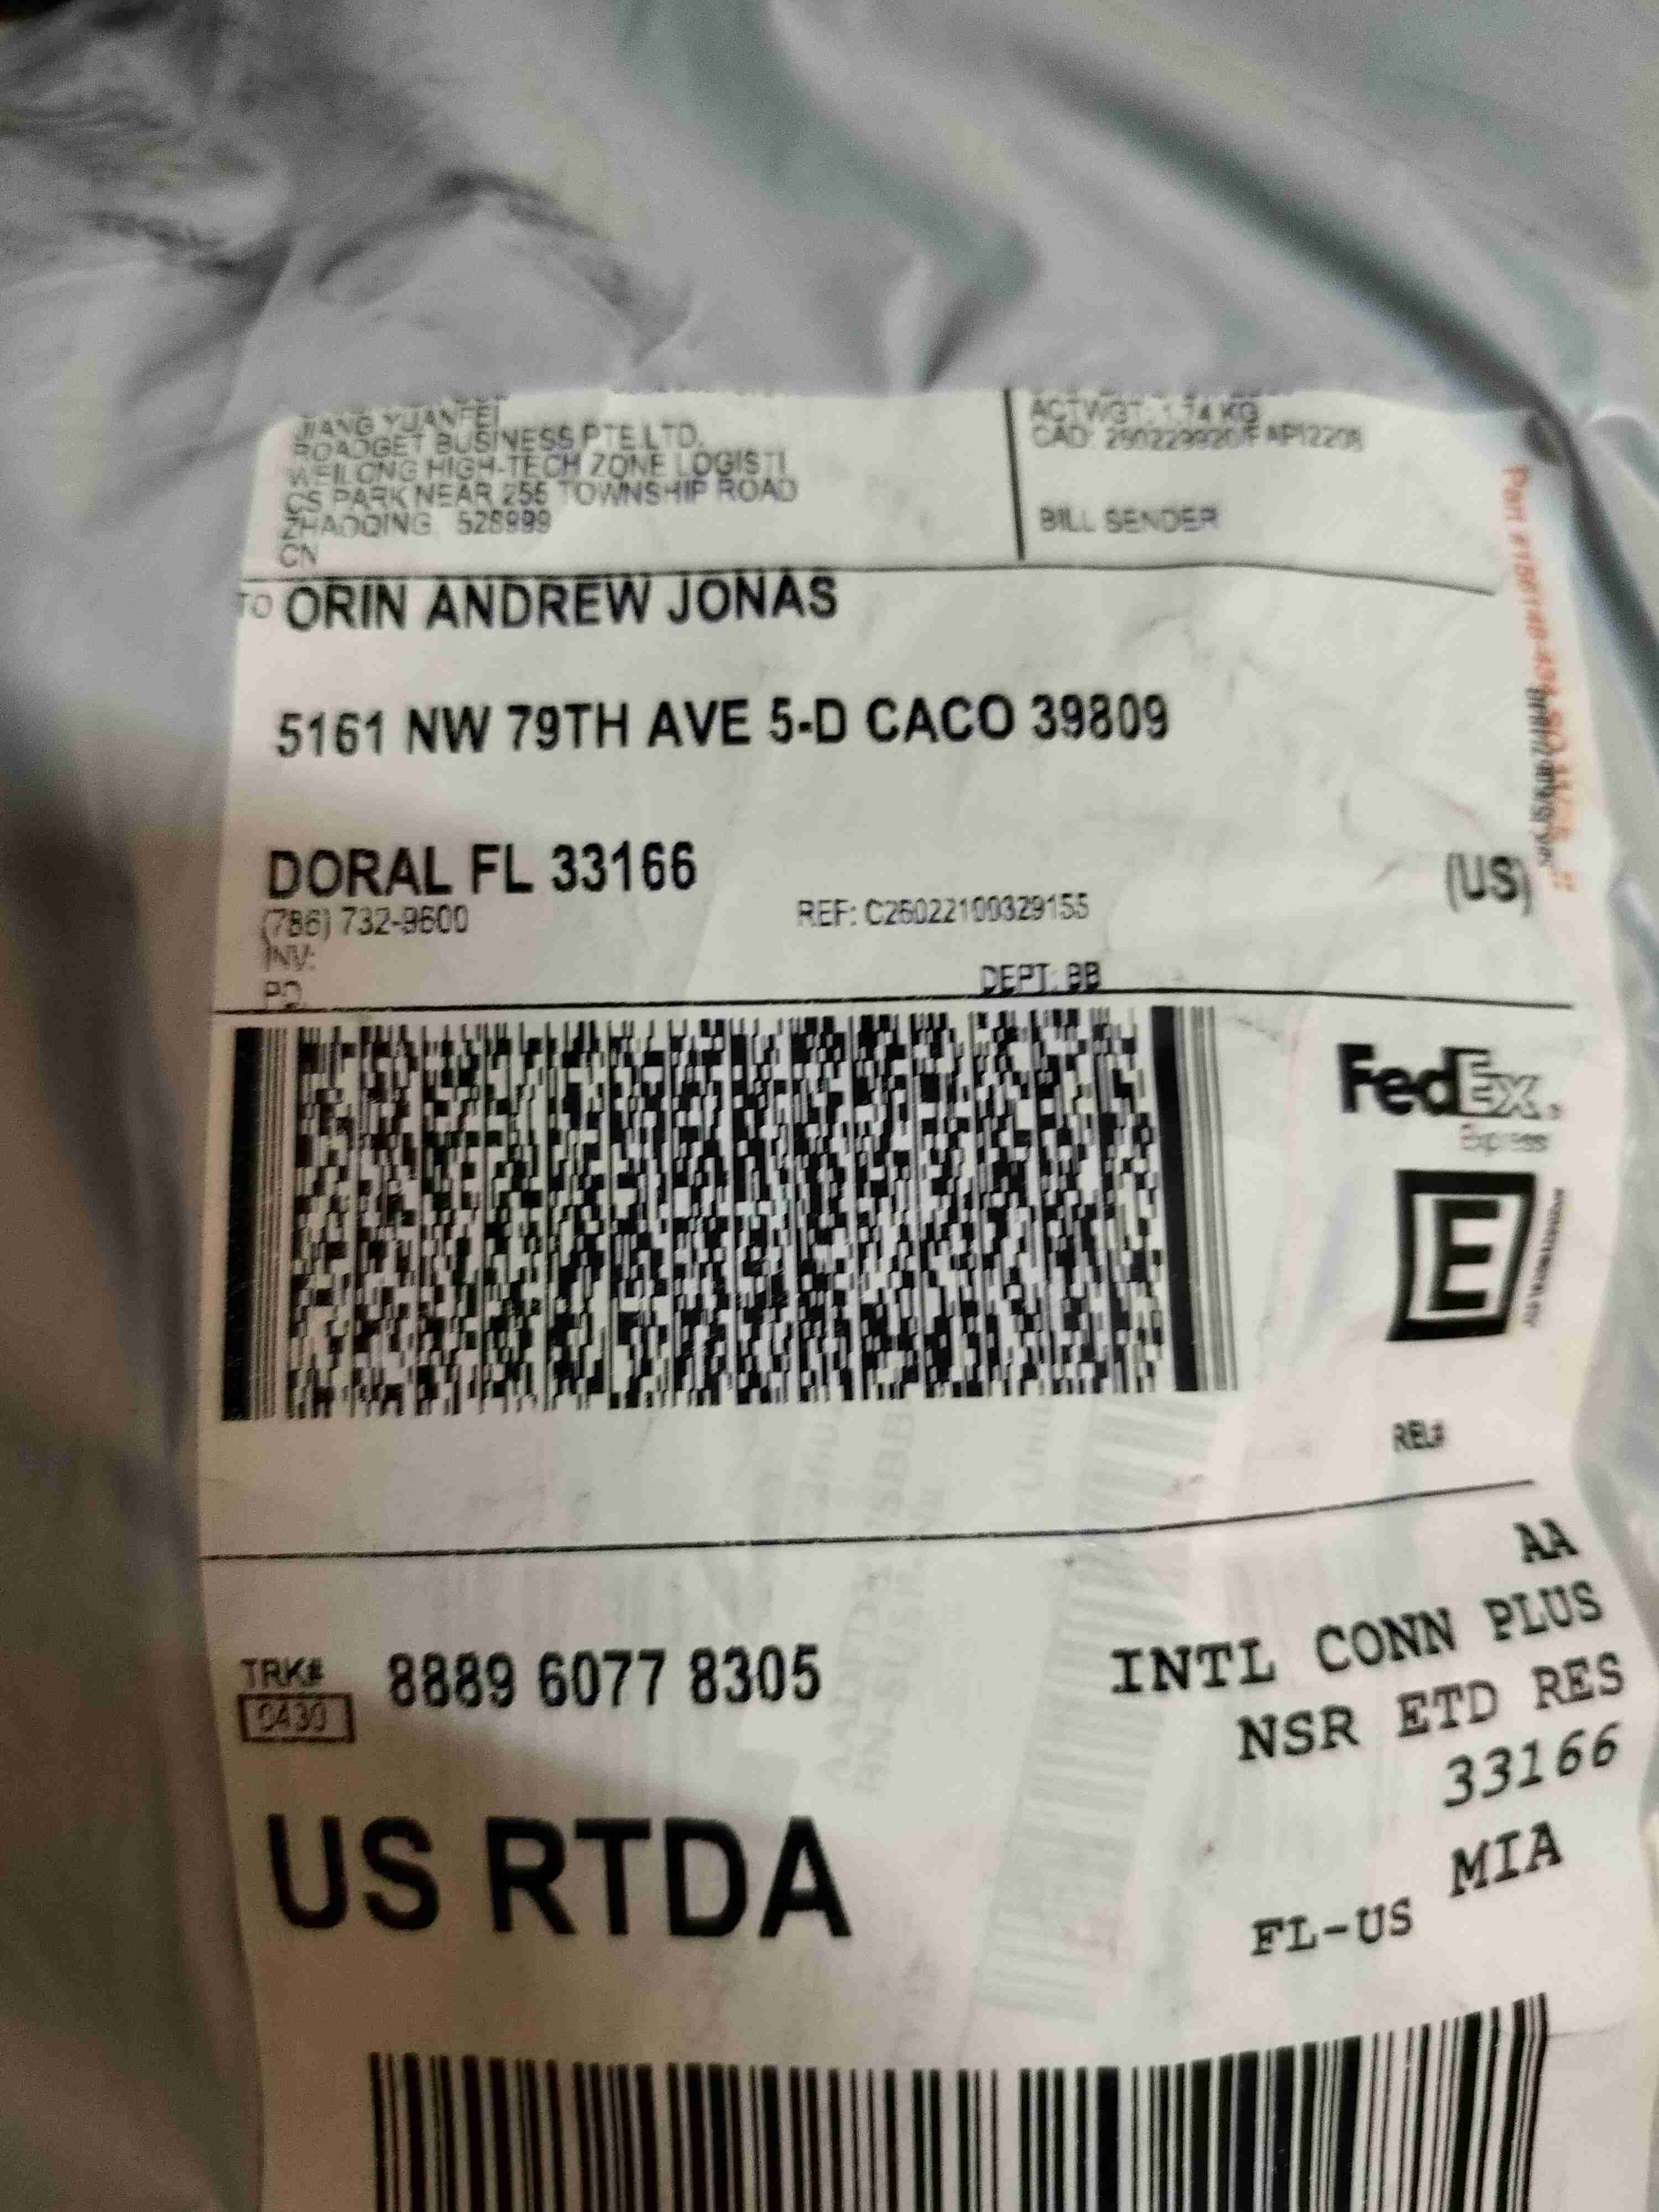 JIANG YUANFEI
ROADGET BUSINESS PTE.LTD.
WEILONG HIGH-TECH ZONE LOGISTI
CS PARK NEAR 255 TOWNSHIP ROAD
ZHAOQING, 528999
CN
ACTWGT: 1.74 KG
CAD:
BILL SENDER
TO ORIN ANDREW JONAS
5161 NW 79TH AVE 5-D CACO 39809
DORAL FL 33166
(US)
(786) 732-9600
REF: C26022100329155
INV:
PO:
DEPT: BB
FedEx
Express
E
REL#
AA
INTL CONN PLUS
TRK# 8889 6077 8305
0430
NSR ETD RES
33166
US RTDA
MIA
FL-US